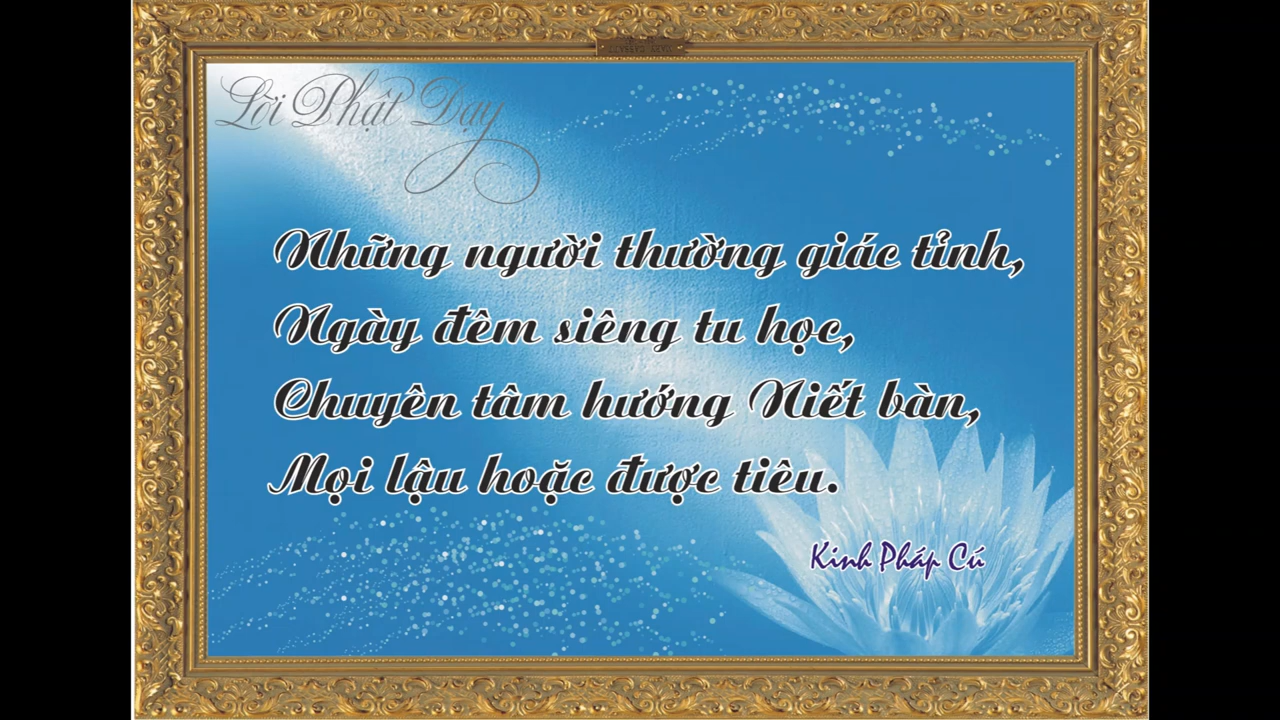 Lời Phật Dạy
Những người thường giác tỉnh,
Ngày đêm siêng tu học,
Chuyên tâm hướng Niết bàn,
Mọi lậu hoặc được tiêu.
Kinh Pháp Cú